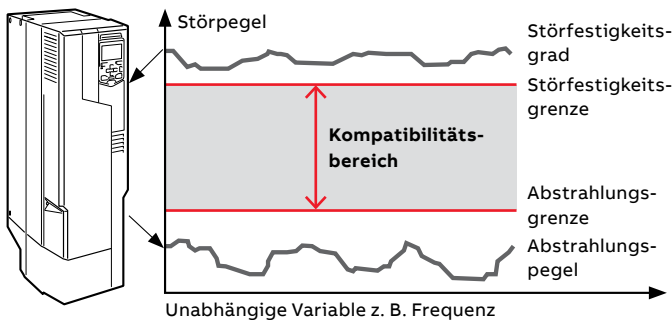 Störpegel
Störfestigkeits-
grad
Störfestigkeits-
grenze
Kompatibilitäts-
bereich
Abstrahlungs-
grenze
Abstrahlungs-
pegel
Unabhängige Variable z. B. Frequenz